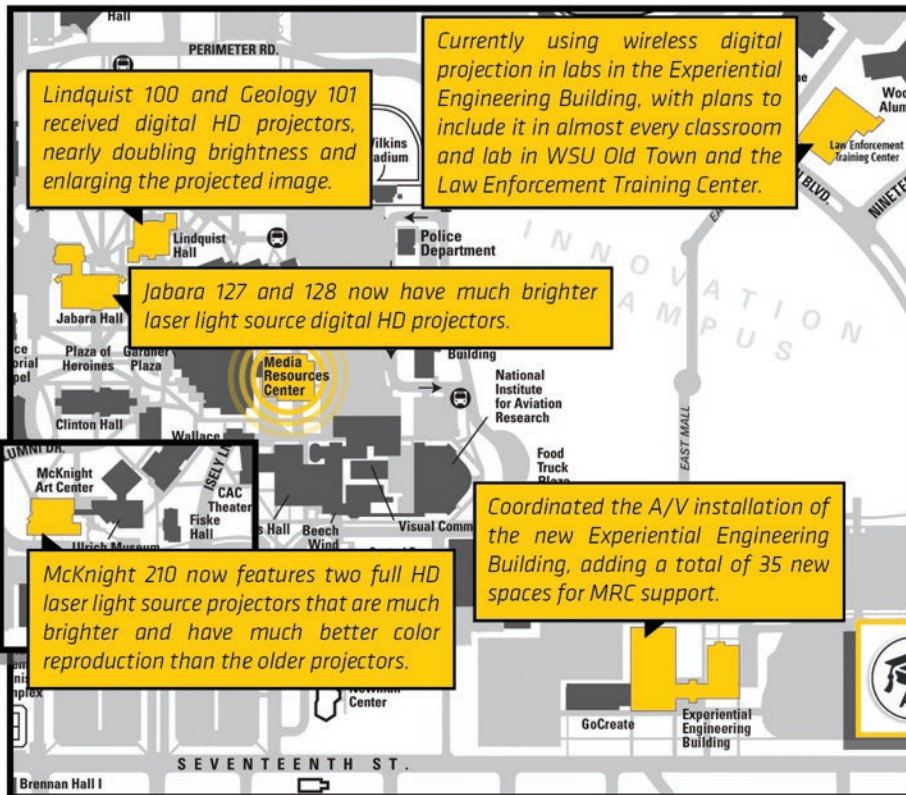 Hall
PERIMETER RD.
Lindquist 100 and Geology 101
received digital HD projectors,
nearly doubling brightness and
enlarging the projected image.
Currently using wireless digital
projection in labs in the Experiential
Engineering Building, with plans to
include it in almost every classroom
and lab in WSU Old Town and the
Law Enforcement Training Center.
Law Enforcement
Training Center
BLVD.
Lindquist
Hall
Police
Department
INNOVATION
Jabara 127 and 128 now have much brighter
laser light source digital HD projectors.
Jabara Hall
Plaza of
Heroines
Gardner
Plaza
Media
Resources
Center
Building
National
Institute
for Aviation
Research
Clinton Hall
Wallace
EAST MALL
Food
Truck
Plaza
McKnight
Art Center
CAC
Theater
Fiske
Hall
Ulrich Museum
Hall
Beech
Wind
Visual Comm
Coordinated the A/V installation of
the new Experiential Engineering
Building, adding a total of 35 new
spaces for MRC support.
McKnight 210 now features two full HD
laser light source projectors that are much
brighter and have much better color
reproduction than the older projectors.
Newman
Center
GoCreate
Experiential
Engineering
Building
SEVENTEENTH ST.
Brennan Hall I